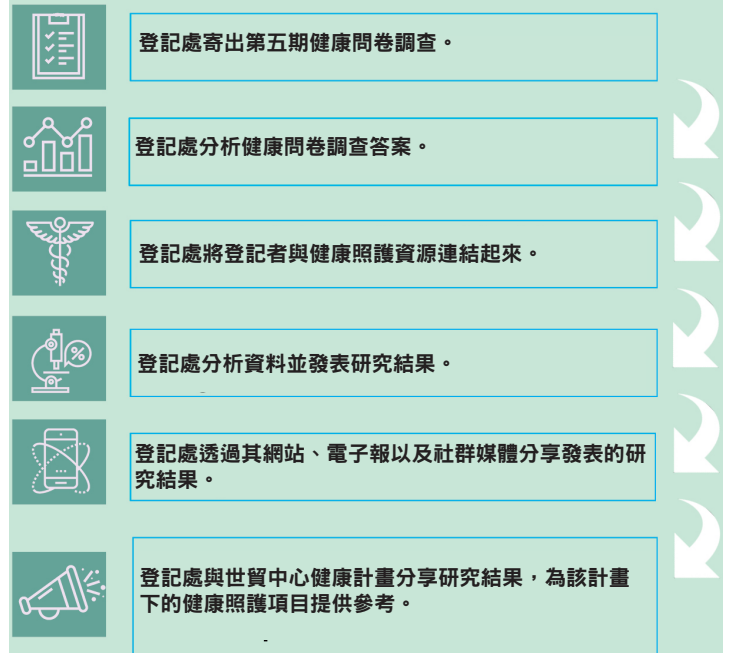 登記處寄出第五期健康問卷調查。
登記處分析健康問卷調查答案。
登記處將登記者與健康照護資源連結起來。
%
登記處分析資料並發表研究結果。
登記處透過其網站、電子報以及社群媒體分享發表的研
究結果。
登記處與世貿中心健康計畫分享研究結果，為該計畫
下的健康照護項目提供參考。